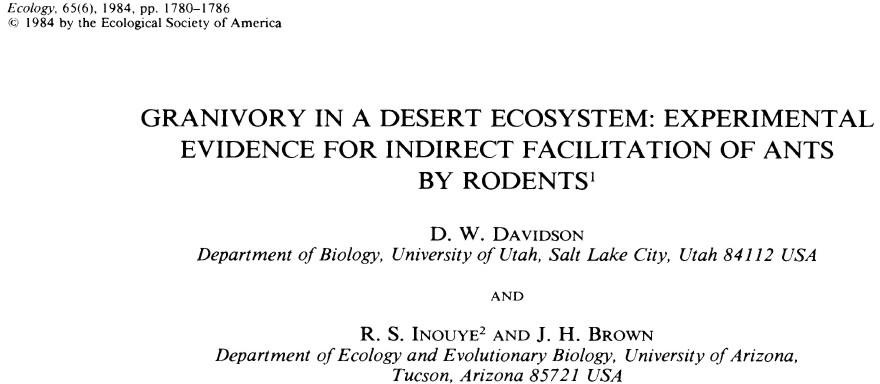 Ecology, 65(6), 1984, pp. 1780–1786
© 1984 by the Ecological Society of America
GRANIVORY IN A DESERT ECOSYSTEM: EXPERIMENTAL
EVIDENCE FOR INDIRECT FACILITATION OF ANTS
BY RODENTS¹
D. W. DAVIDSON
Department of Biology, University of Utah, Salt Lake City, Utah 84112 USA
AND
R. S. INOUYE² AND J. H. BROWN
Department of Ecology and Evolutionary Biology, University of Arizona,
Tucson, Arizona 85721 USA